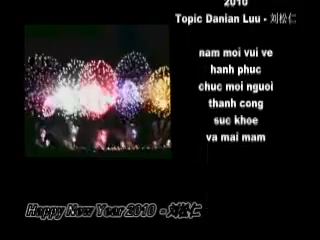 2010
Topic Danian Luu - 刘松仁
nam moi vui ve
hanh phuc
chuc moi nguoi
thanh cong
suc khoe
va mai mam
Happy New Year 2010 - 刘松仁